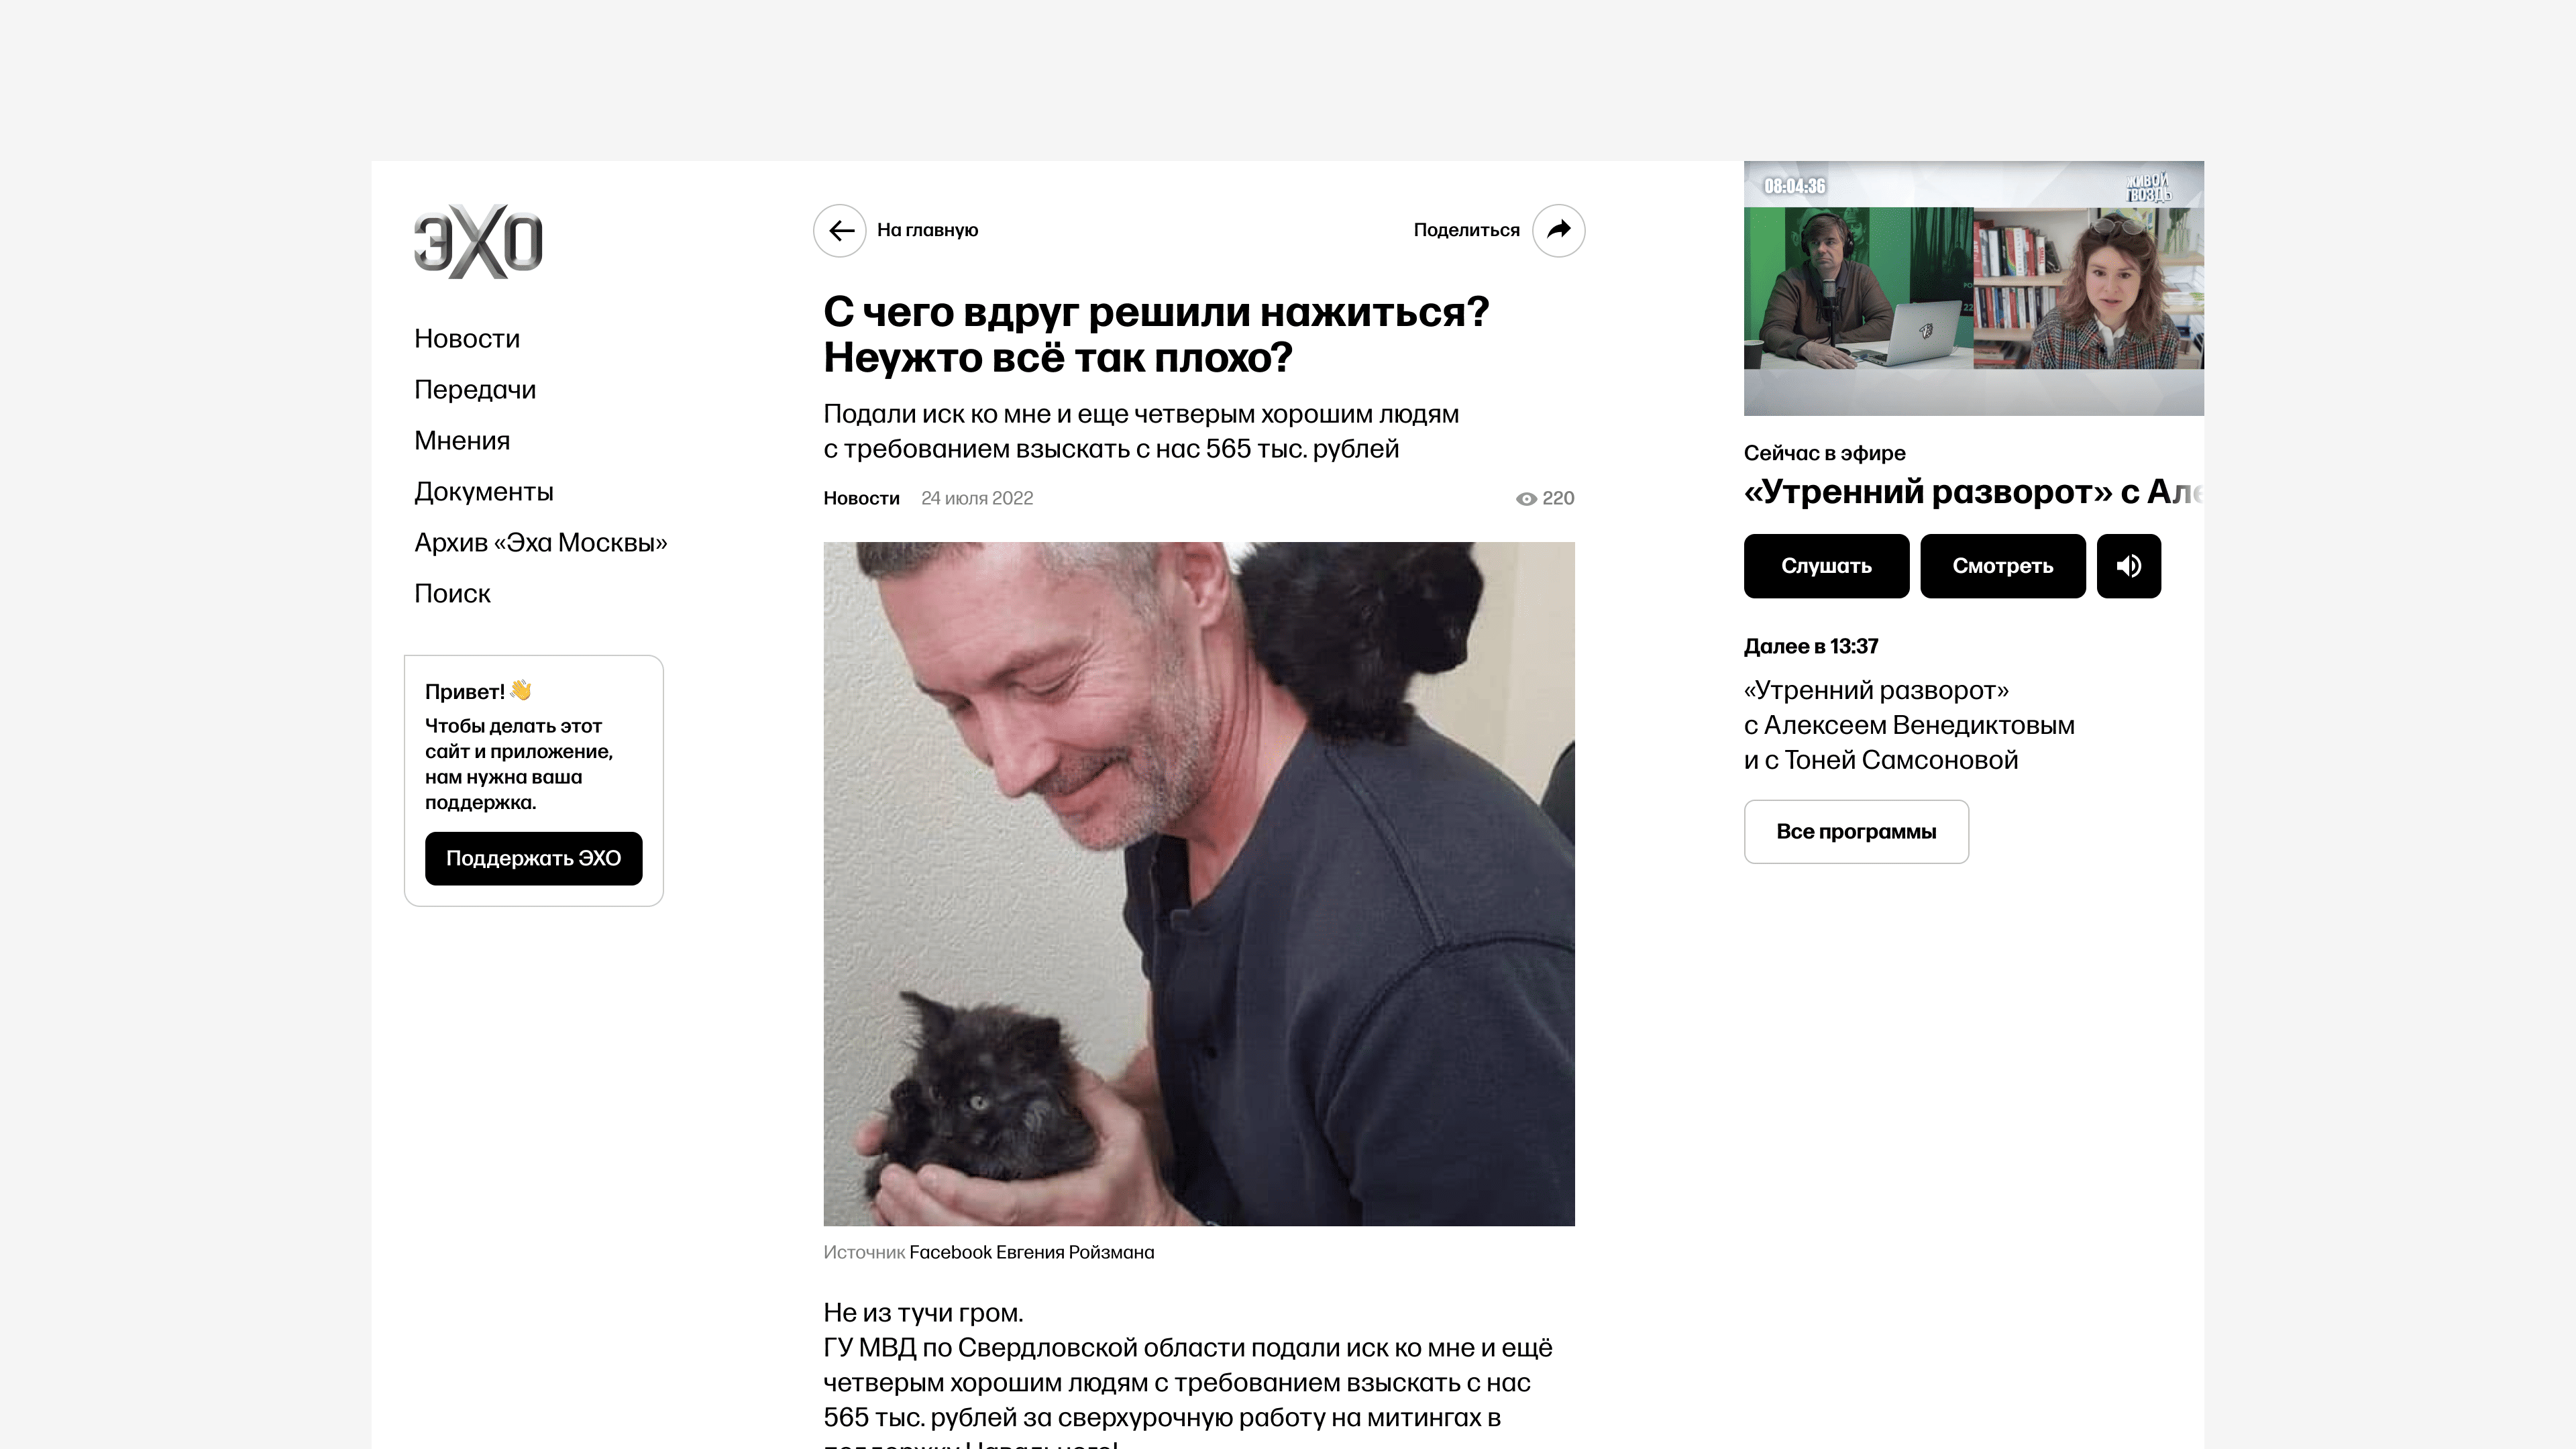 ЭХО
Новости
Передачи
Мнения
Документы
Архив «Эха Москвы»
Поиск
Привет! 👋
Чтобы делать этот
сайт и приложение,
нам нужна ваша
поддержка.
Поддержать ЭХО
На главную
Поделиться
С чего вдруг решили нажиться?
Неужто всё так плохо?
Подали иск ко мне и еще четверым хорошим людям
с требованием взыскать с нас 565 тыс. рублей
Новости 24 июля 2022
220
Источник Facebook Евгения Ройзмана
Не из тучи гром.
ГУ МВД по Свердловской области подали иск ко мне и ещё
четверым хорошим людям с требованием взыскать с нас
565 тыс. рублей за сверхурочную работу на митингах в
поддержку Навального!
08:04:36
ЖИВОЙ
ГВОЗДЬ
Сейчас в эфире
«Утренний разворот» с Але
Слушать
Смотреть
Далее в 13:37
«Утренний разворот»
с Алексеем Венедиктовым
и с Тоней Самсоновой
Все программы